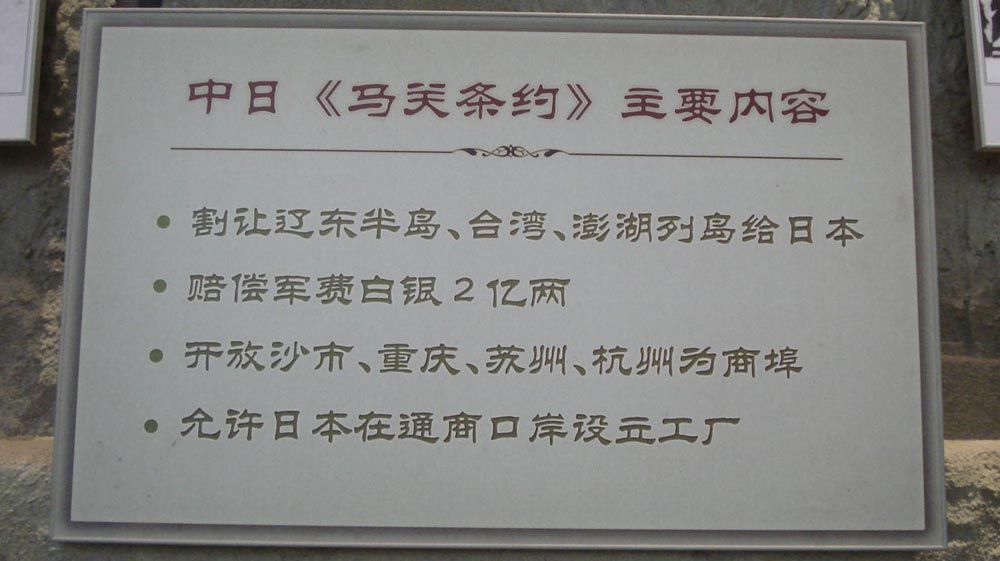 中日《马关条约》主要内容
• 割让辽东半岛、台湾、澎湖列岛给日本
• 赔偿军费白银2亿两
• 开放沙市、重庆、苏州、杭州为商埠
• 允许日本在通商口岸设立工厂